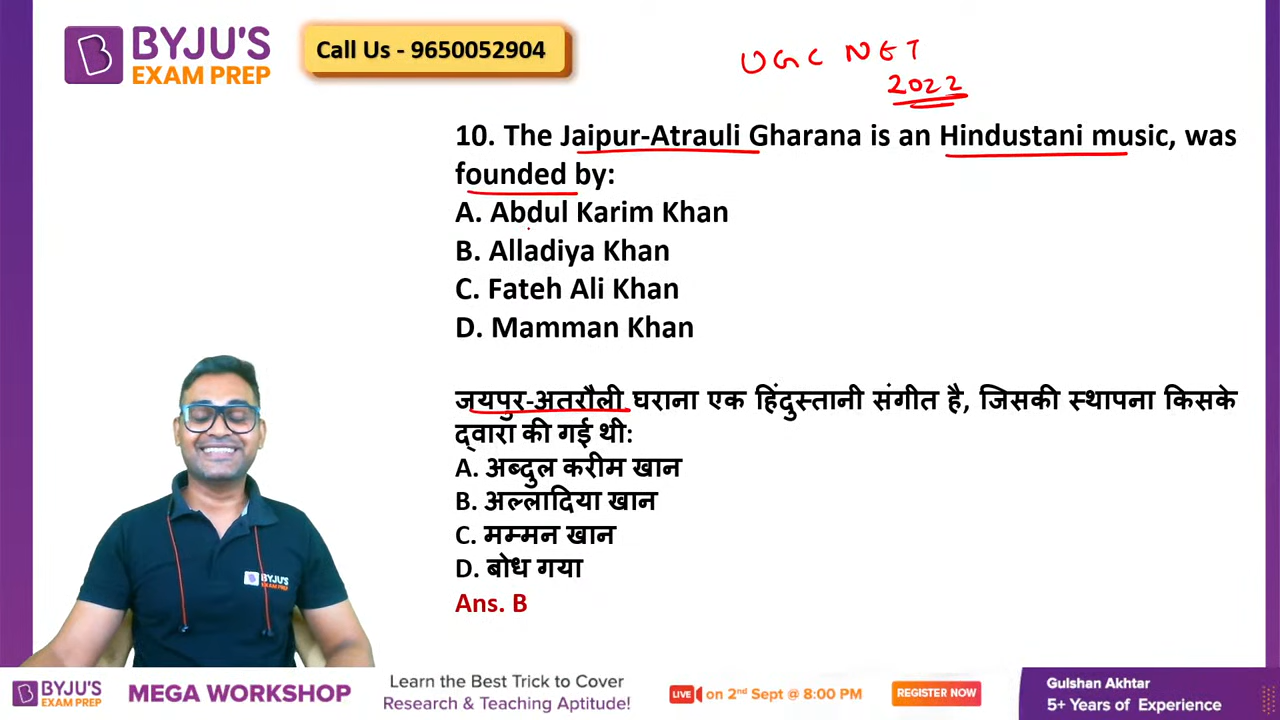 BYJU'S
EXAM PREP
Call Us - 9650052904
UGC NET
2022
10. The Jaipur-Atrauli Gharana is an Hindustani music, was
founded by:
A. Abdul Karim Khan
B. Alladiya Khan
C. Fateh Ali Khan
D. Mamman Khan
जयपुर-अतरौली घराना एक हिंदुस्तानी संगीत है, जिसकी स्थापना किसके
द्वारा की गई थी:
A. अब्दुल करीम खान
B. अल्लादिया खान
C. मम्मन खान
D. बोध गया
Ans. B
BYJU'S
EXAM PREP
BYJU'S
EXAM PREP
MEGA WORKSHOP
Learn the Best Trick to Cover
Research & Teaching Aptitude!
LIVE on 2nd Sept @ 8:00 PM
REGISTER NOW
Gulshan Akhtar
5+ Years of Experience